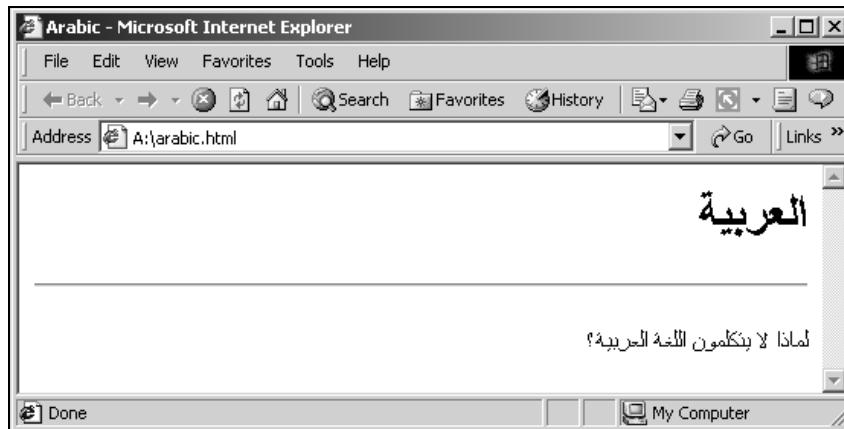 Arabic - Microsoft Internet Explorer
File Edit View Favorites Tools Help
Back Search Favorites History
Address A:\arabic.html Go Links »
العربية
لماذا لا يتكلمون اللغة العربية؟
Done My Computer